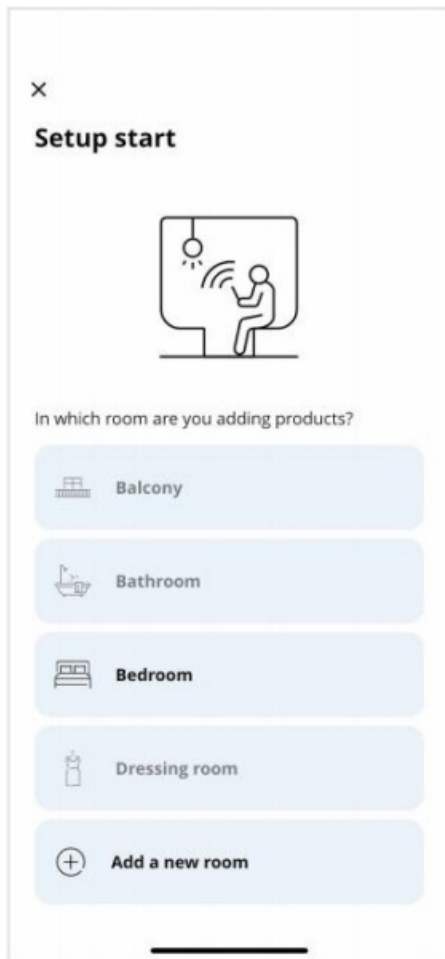 Setup start
In which room are you adding products?
Balcony
Bathroom
Bedroom
Dressing room
Add a new room